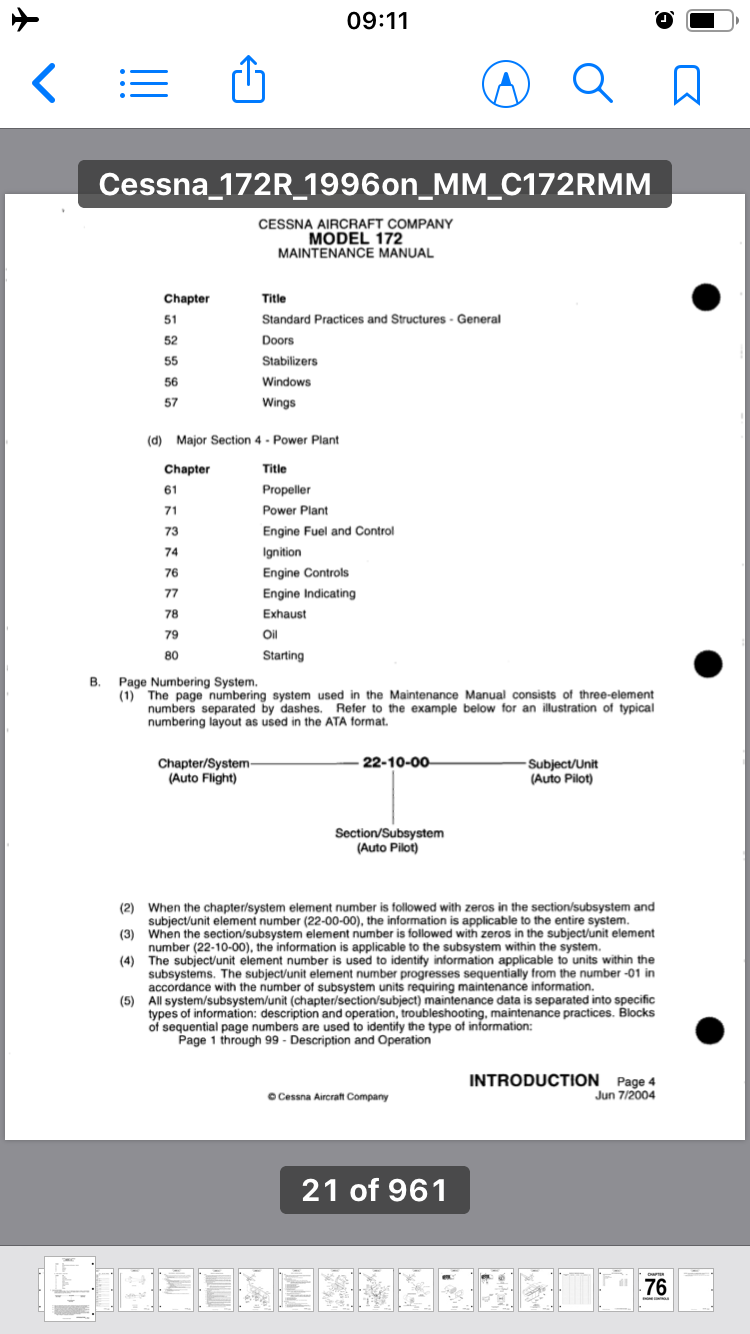 09:11
Cessna_172R_1996on_MM_C172RMM
CESSNA AIRCRAFT COMPANY
MODEL 172
MAINTENANCE MANUAL
Chapter Title
51 Standard Practices and Structures - General
52 Doors
55 Stabilizers
56 Windows
57 Wings
(d) Major Section 4 - Power Plant
Chapter Title
61 Propeller
71 Power Plant
73 Engine Fuel and Control
74 Ignition
76 Engine Controls
77 Engine Indicating
78 Exhaust
79 Oil
80 Starting
B. Page Numbering System.
(1) The page numbering system used in the Maintenance Manual consists of three-element
numbers separated by dashes. Refer to the example below for an illustration of typical
numbering layout as used in the ATA format.
Chapter/System 22-10-00 Subject/Unit
(Auto Flight) (Auto Pilot)
Section/Subsystem
(Auto Pilot)
(2) When the chapter/system element number is followed with zeros in the section/subsystem and
subject/unit element number (22-00-00), the information is applicable to the entire system.
(3) When the section/subsystem element number is followed with zeros in the subject/unit element
number (22-10-00), the information is applicable to the subsystem within the system.
(4) The subject/unit element number is used to identify information applicable to units within the
subsystems. The subject/unit element number progresses sequentially from the number -01 in
accordance with the number of subsystem units requiring maintenance information.
(5) All system/subsystem/unit (chapter/section/subject) maintenance data is separated into specific
types of information: description and operation, troubleshooting, maintenance practices. Blocks
of sequential page numbers are used to identify the type of information:
Page 1 through 99 - Description and Operation
INTRODUCTION Page 4
© Cessna Aircraft Company Jun 7/2004
21 of 961
CHAPTER
76
ENGINE CONTROLS